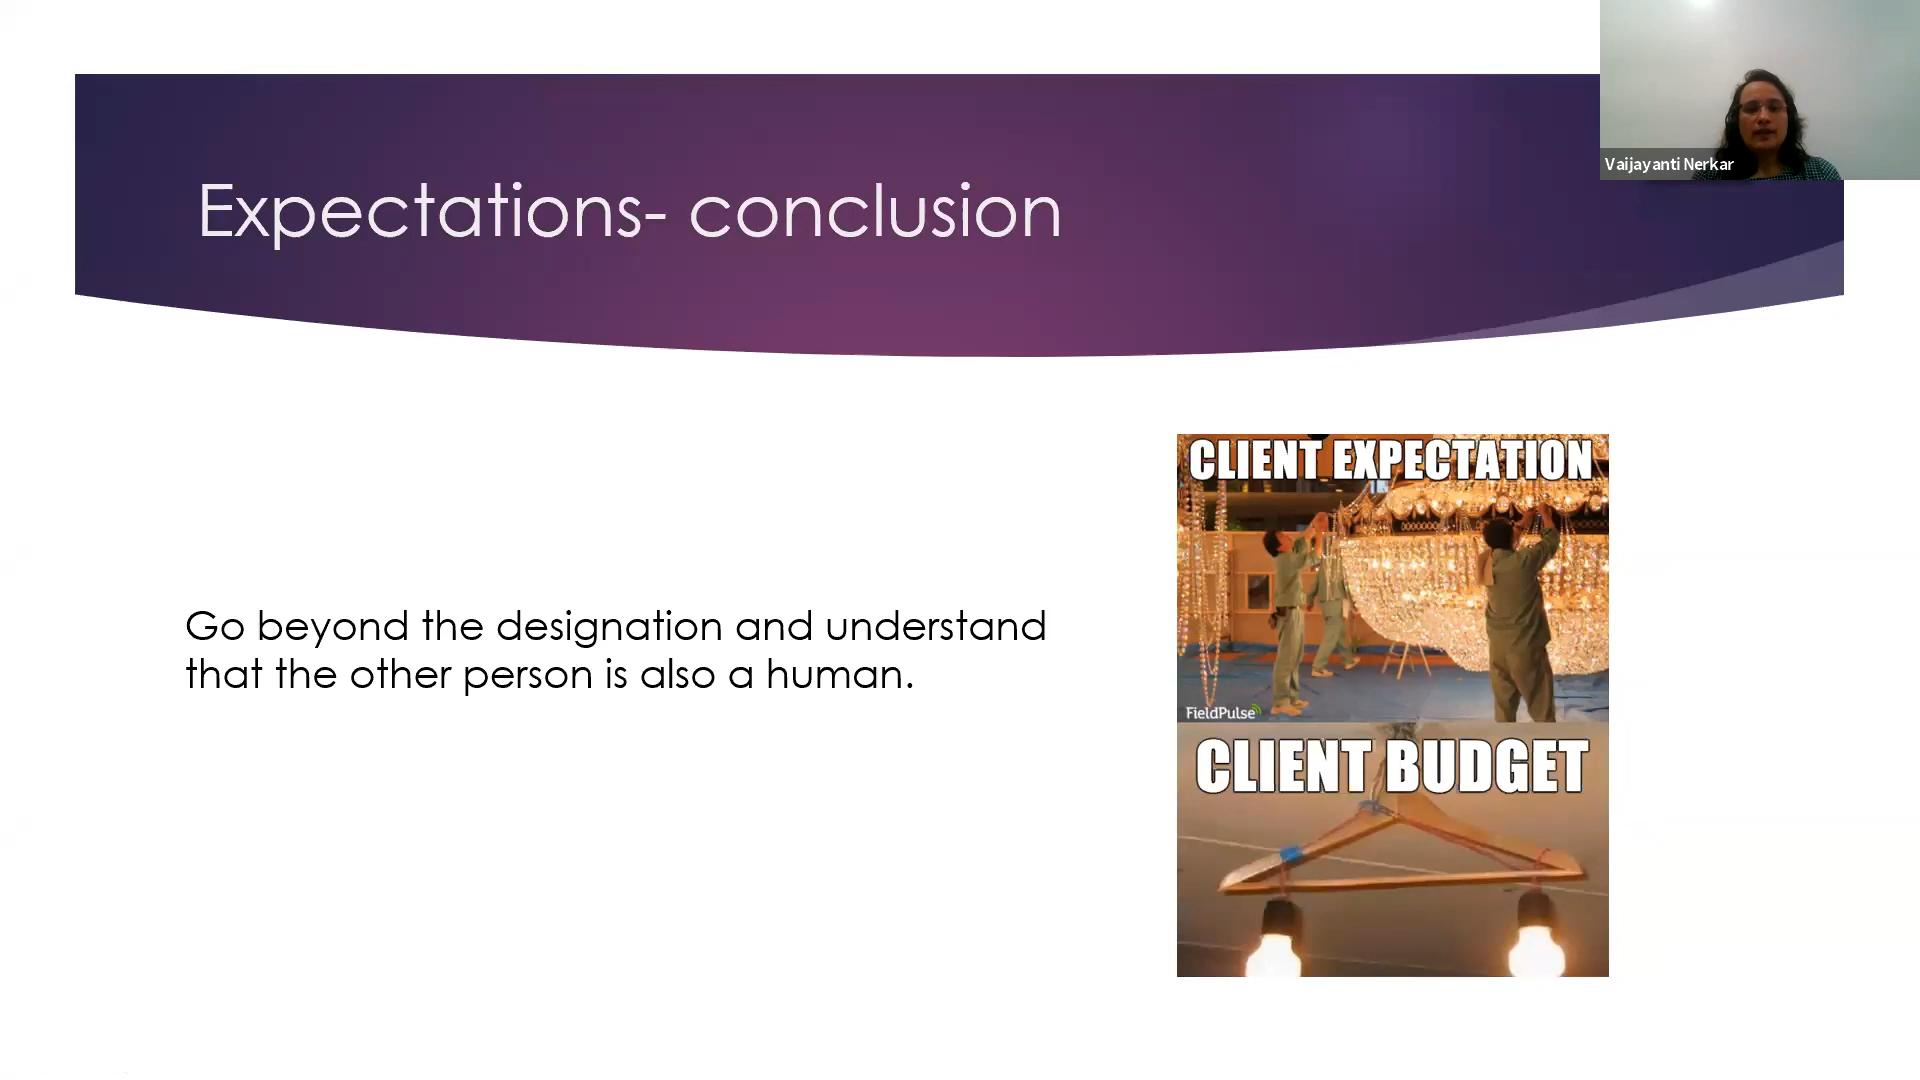 Vaijayanti Nerkar
Expectations- conclusion
Go beyond the designation and understand
that the other person is also a human.
CLIENT EXPECTATION
FieldPulse
CLIENT BUDGET